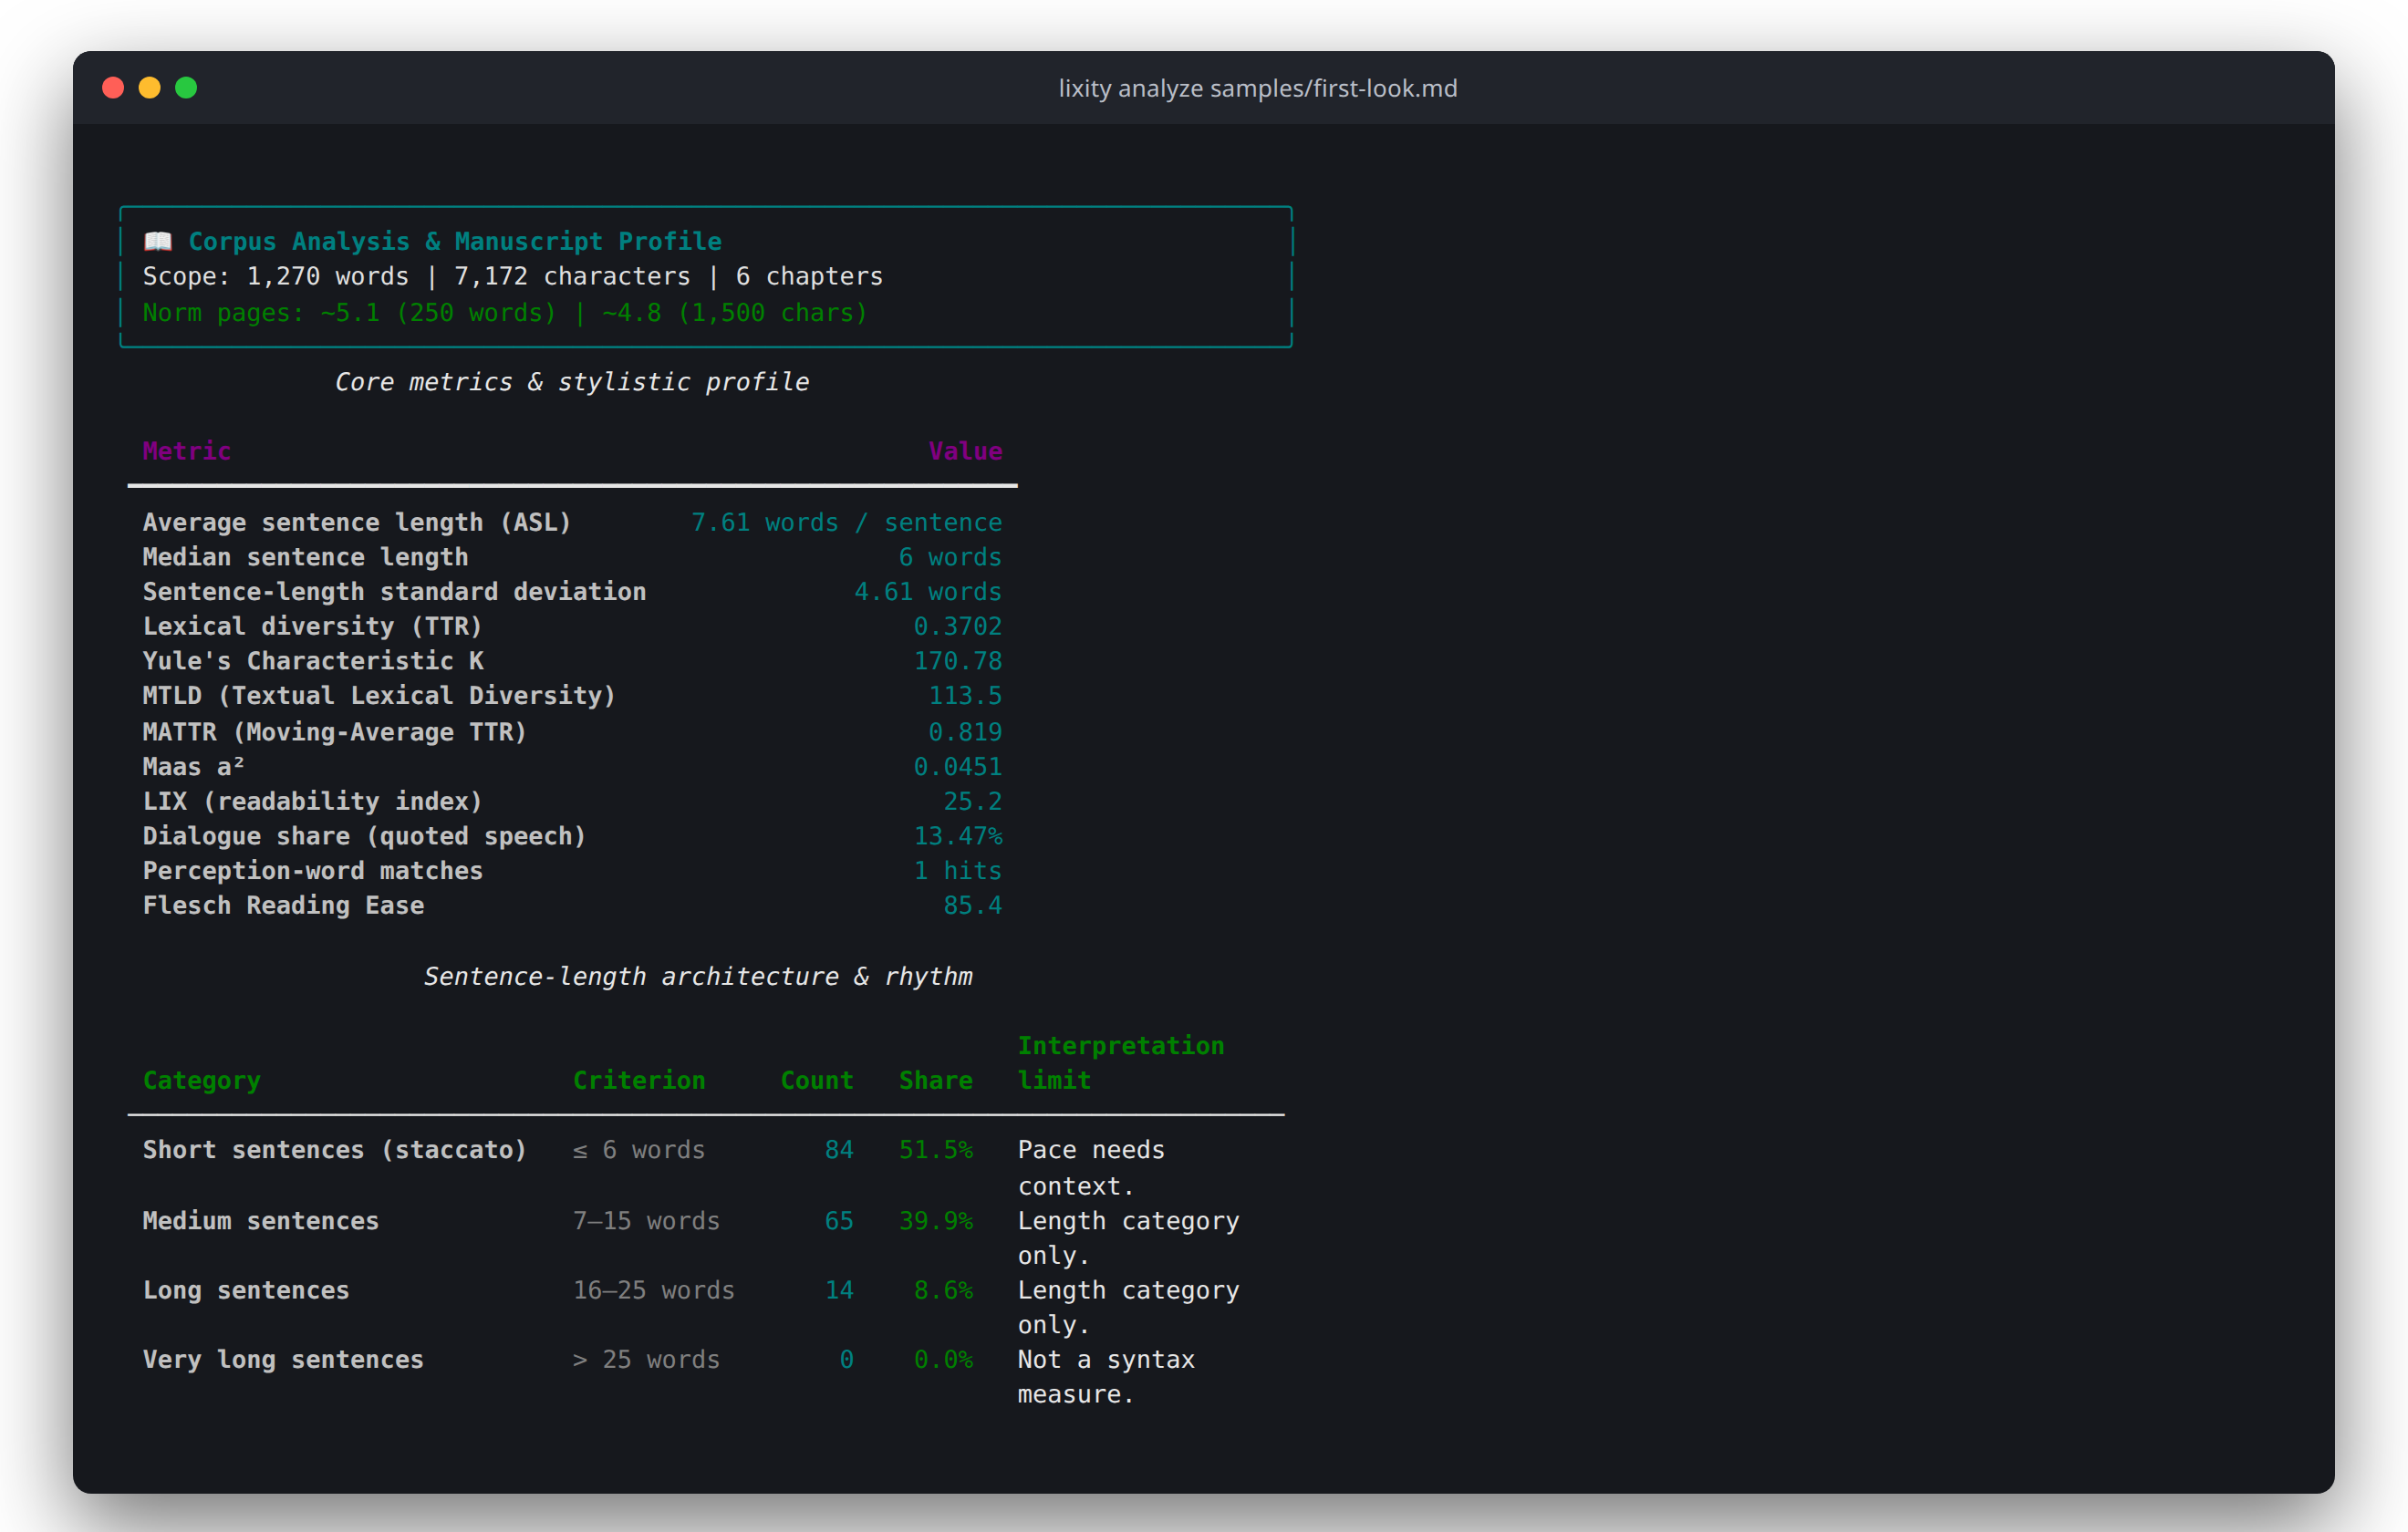 lixity analyze samples/first-look.md
📖 Corpus Analysis & Manuscript Profile
Scope: 1,270 words | 7,172 characters | 6 chapters
Norm pages: ~5.1 (250 words) | ~4.8 (1,500 chars)
Core metrics & stylistic profile
Metric Value
Average sentence length (ASL) 7.61 words / sentence
Median sentence length 6 words
Sentence-length standard deviation 4.61 words
Lexical diversity (TTR) 0.3702
Yule's Characteristic K 170.78
MTLD (Textual Lexical Diversity) 113.5
MATTR (Moving-Average TTR) 0.819
Maas a² 0.0451
LIX (readability index) 25.2
Dialogue share (quoted speech) 13.47%
Perception-word matches 1 hits
Flesch Reading Ease 85.4
Sentence-length architecture & rhythm
Interpretation
Category Criterion Count Share limit
Short sentences (staccato) ≤ 6 words 84 51.5% Pace needs
context.
Medium sentences 7–15 words 65 39.9% Length category
only.
Long sentences 16–25 words 14 8.6% Length category
only.
Very long sentences > 25 words 0 0.0% Not a syntax
measure.